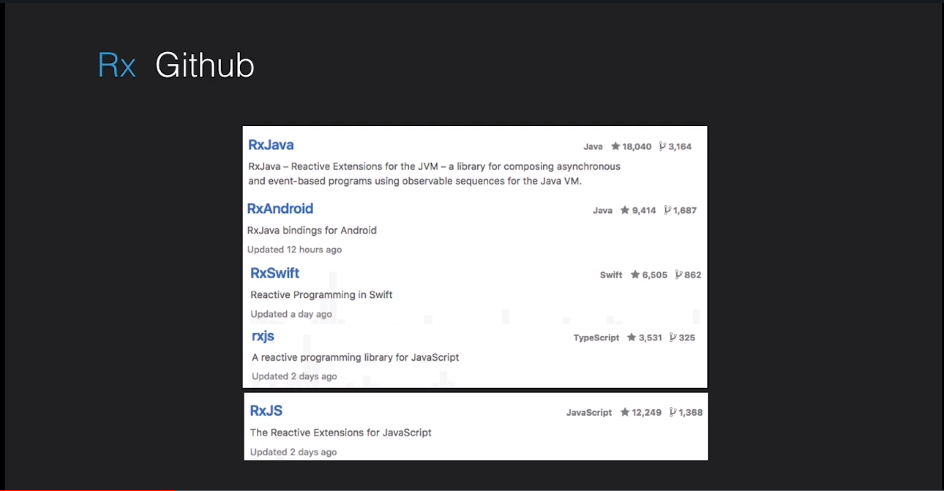 Rx Github
RxJava Java 18,040 3,164
RxJava – Reactive Extensions for the JVM – a library for composing asynchronous
and event-based programs using observable sequences for the Java VM.
RxAndroid Java 9,414 1,687
RxJava bindings for Android
Updated 12 hours ago
RxSwift Swift 6,505 862
Reactive Programming in Swift
Updated a day ago
rxjs TypeScript 3,531 325
A reactive programming library for JavaScript
Updated 2 days ago
RxJS JavaScript 12,249 1,368
The Reactive Extensions for JavaScript
Updated 2 days ago